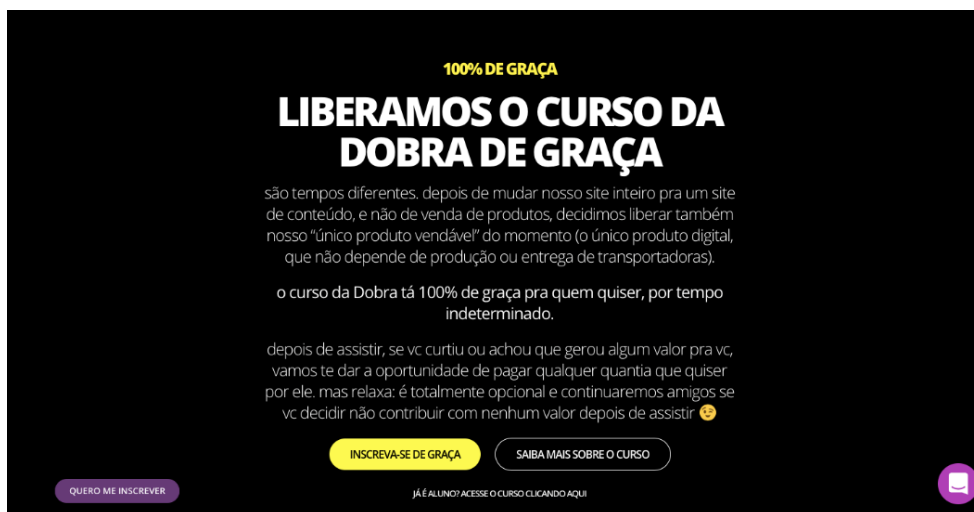 100% DE GRAÇA
LIBERAMOS O CURSO DA
DOBRA DE GRAÇA
são tempos diferentes. depois de mudar nosso site inteiro pra um site
de conteúdo, e não de venda de produtos, decidimos liberar também
nosso “único produto vendável” do momento (o único produto digital,
que não depende de produção ou entrega de transportadoras).
o curso da Dobra tá 100% de graça pra quem quiser, por tempo
indeterminado.
depois de assistir, se vc curtiu ou achou que gerou algum valor pra vc,
vamos te dar a oportunidade de pagar qualquer quantia que quiser
por ele. mas relaxa: é totalmente opcional e continuaremos amigos se
vc decidir não contribuir com nenhum valor depois de assistir 😉
INSCREVA-SE DE GRAÇA
SAIBA MAIS SOBRE O CURSO
QUERO ME INSCREVER
JÁ É ALUNO? ACESSE O CURSO CLICANDO AQUI